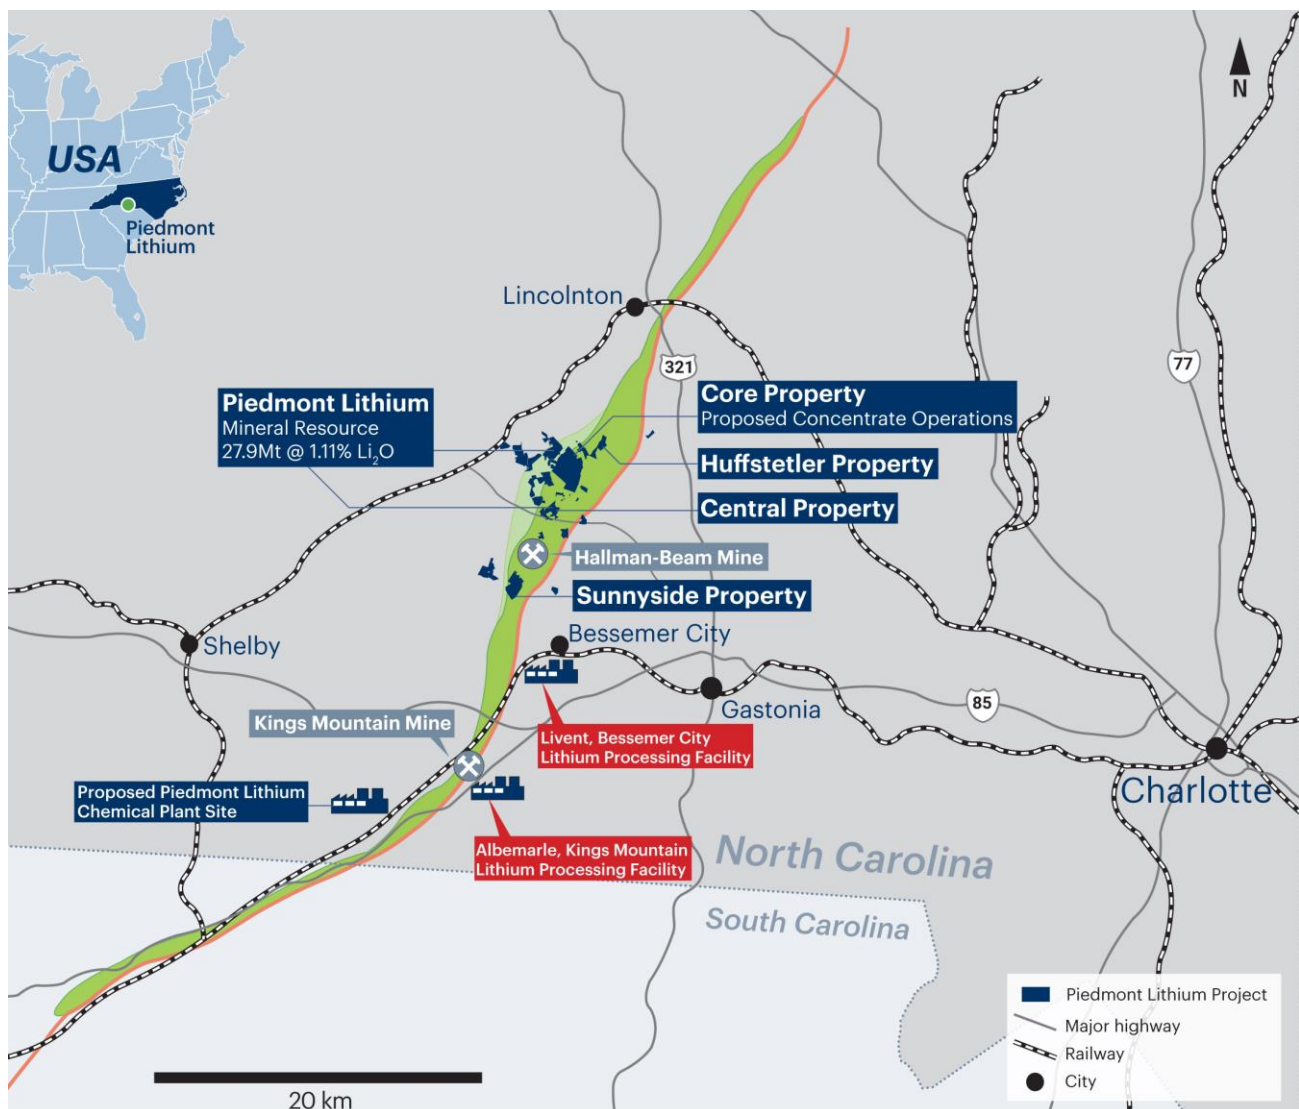 USA
Piedmont
Lithium
N
Lincolnton
321
77
Piedmont Lithium
Mineral Resource
27.9Mt @ 1.11% Li₂O
Core Property
Proposed Concentrate Operations
Huffstetler Property
Central Property
Hallman-Beam Mine
Sunnyside Property
Shelby
Bessemer City
Gastonia
85
Kings Mountain Mine
Livent, Bessemer City
Lithium Processing Facility
Charlotte
Proposed Piedmont Lithium
Chemical Plant Site
Albemarle, Kings Mountain
Lithium Processing Facility
North Carolina
South Carolina
Piedmont Lithium Project
Major highway
Railway
City
20 km